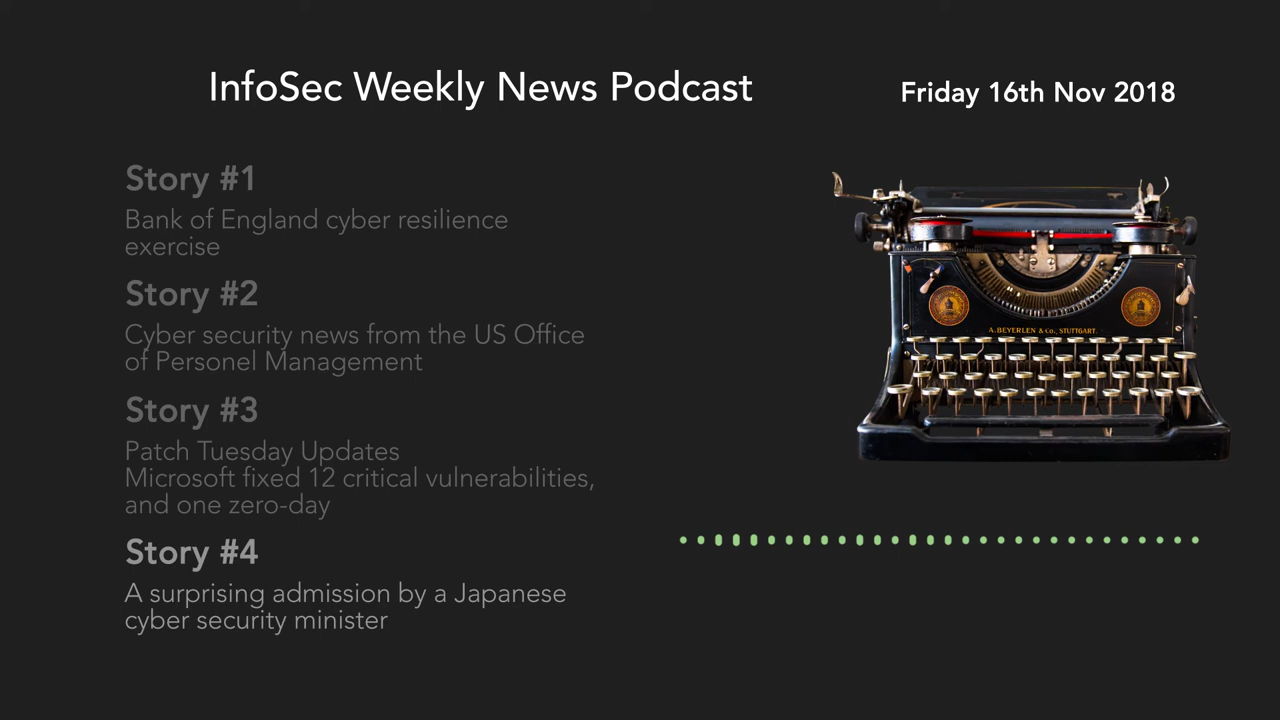 InfoSec Weekly News Podcast
Friday 16th Nov 2018
Story #1
Bank of England cyber resilience
exercise
Story #2
Cyber security news from the US Office
of Personel Management
Story #3
Patch Tuesday Updates
Microsoft fixed 12 critical vulnerabilities,
and one zero-day
Story #4
A surprising admission by a Japanese
cyber security minister
A.BEYERLEN & Co., STUTTGART.